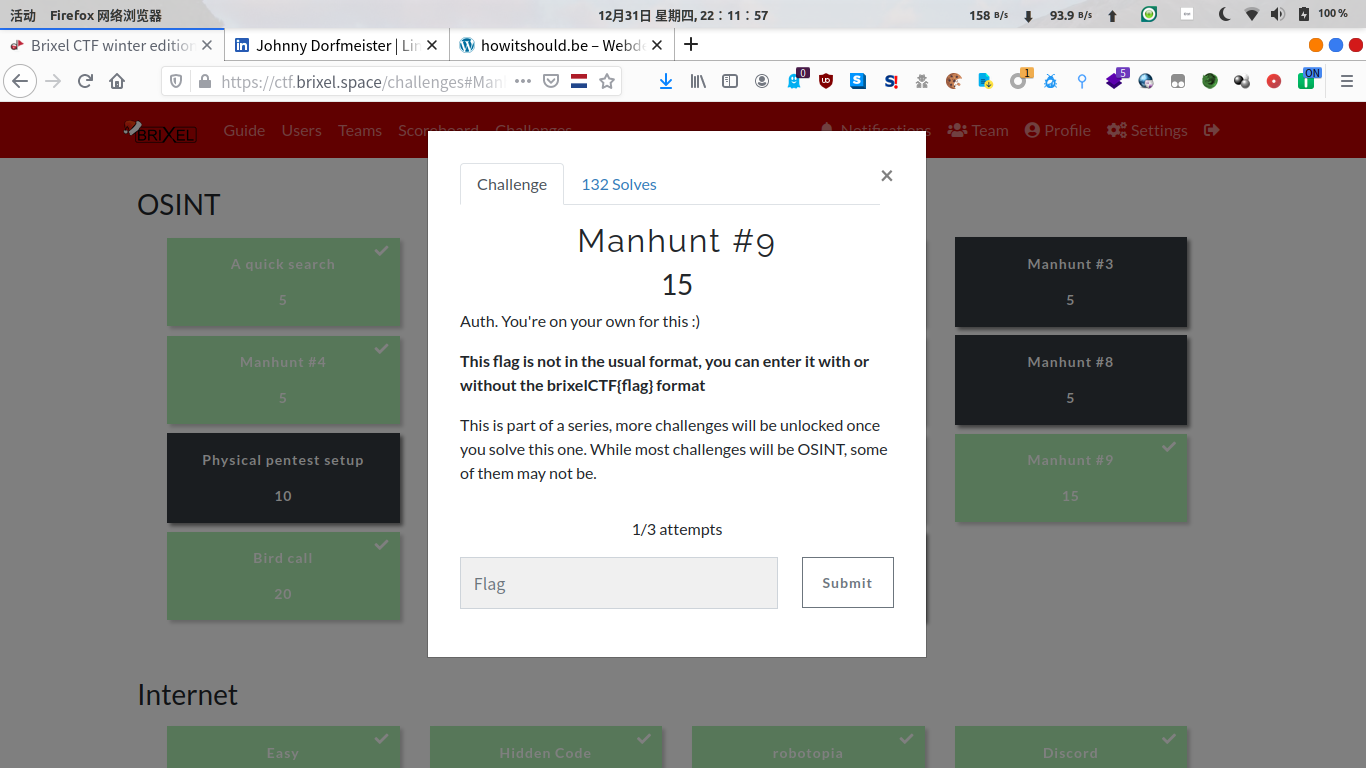 活动 Firefox 网络浏览器 12月31日 星期四, 22：11：57 158 B/s 93.9 B/s 100 %
Brixel CTF winter edition Johnny Dorfmeister | Lin howitshould.be – Webde
https://ctf.brixel.space/challenges#Man 0 1 5 ON
BRIXEL Guide Users Teams Scoreboard Challenges Notifications Team Profile Settings
Challenge 132 Solves ×
OSINT
Manhunt #9
15
A quick search
5
Manhunt #3
5
Auth. You're on your own for this :)
This flag is not in the usual format, you can enter it with or
without the brixelCTF{flag} format
Manhunt #4
5
Manhunt #8
5
This is part of a series, more challenges will be unlocked once
you solve this one. While most challenges will be OSINT, some
of them may not be.
Physical pentest setup
10
Manhunt #9
15
1/3 attempts
Bird call
20
Flag Submit
Internet
Easy Hidden Code robotopia Discord